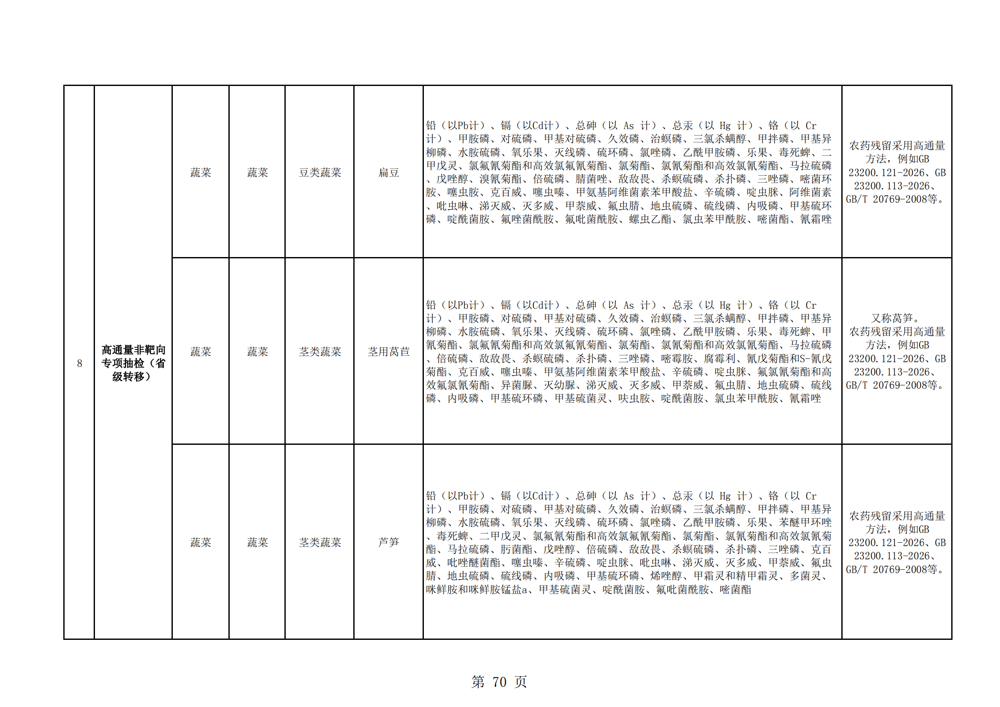 8
高通量非靶向
专项抽检（省
级转移）
蔬菜
蔬菜
豆类蔬菜
扁豆
铅（以Pb计）、镉（以Cd计）、总砷（以 As 计）、总汞（以 Hg 计）、铬（以 Cr
计）、甲胺磷、对硫磷、甲基对硫磷、久效磷、治螟磷、三氯杀螨醇、甲拌磷、甲基异
柳磷、水胺硫磷、氧乐果、灭线磷、硫环磷、氯唑磷、乙酰甲胺磷、乐果、毒死蜱、二
甲戊灵、氯氟氰菊酯和高效氯氟氰菊酯、氯菊酯、氯氰菊酯和高效氯氰菊酯、马拉硫磷
、戊唑醇、溴氰菊酯、倍硫磷、腈菌唑、敌敌畏、杀螟硫磷、杀扑磷、三唑磷、嘧菌环
胺、噻虫胺、克百威、噻虫嗪、甲氨基阿维菌素苯甲酸盐、辛硫磷、啶虫脒、阿维菌素
、吡虫啉、涕灭威、灭多威、甲萘威、氟虫腈、地虫硫磷、硫线磷、内吸磷、甲基硫环
磷、啶酰菌胺、氟唑菌酰胺、氟吡菌酰胺、螺虫乙酯、氯虫苯甲酰胺、嘧菌酯、氰霜唑
农药残留采用高通量
方法，例如GB
23200.121-2026、GB
23200.113-2026、
GB/T 20769-2008等。
蔬菜
蔬菜
茎类蔬菜
茎用莴苣
铅（以Pb计）、镉（以Cd计）、总砷（以 As 计）、总汞（以 Hg 计）、铬（以 Cr
计）、甲胺磷、对硫磷、甲基对硫磷、久效磷、治螟磷、三氯杀螨醇、甲拌磷、甲基异
柳磷、水胺硫磷、氧乐果、灭线磷、硫环磷、氯唑磷、乙酰甲胺磷、乐果、毒死蜱、甲
氰菊酯、氯氟氰菊酯和高效氯氟氰菊酯、氯菊酯、氯氰菊酯和高效氯氰菊酯、马拉硫磷
、倍硫磷、敌敌畏、杀螟硫磷、杀扑磷、三唑磷、嘧霉胺、腐霉利、氰戊菊酯和S-氰戊
菊酯、克百威、噻虫嗪、甲氨基阿维菌素苯甲酸盐、辛硫磷、啶虫脒、氟氯氰菊酯和高
效氟氯氰菊酯、异菌脲、灭幼脲、涕灭威、灭多威、甲萘威、氟虫腈、地虫硫磷、硫线
磷、内吸磷、甲基硫环磷、甲基硫菌灵、呋虫胺、啶酰菌胺、氯虫苯甲酰胺、氰霜唑
又称莴笋。
农药残留采用高通量
方法，例如GB
23200.121-2026、GB
23200.113-2026、
GB/T 20769-2008等。
蔬菜
蔬菜
茎类蔬菜
芦笋
铅（以Pb计）、镉（以Cd计）、总砷（以 As 计）、总汞（以 Hg 计）、铬（以 Cr
计）、甲胺磷、对硫磷、甲基对硫磷、久效磷、治螟磷、三氯杀螨醇、甲拌磷、甲基异
柳磷、水胺硫磷、氧乐果、灭线磷、硫环磷、氯唑磷、乙酰甲胺磷、乐果、苯醚甲环唑
、毒死蜱、二甲戊灵、氯氟氰菊酯和高效氯氟氰菊酯、氯菊酯、氯氰菊酯和高效氯氰菊
酯、马拉硫磷、肟菌酯、戊唑醇、倍硫磷、敌敌畏、杀螟硫磷、杀扑磷、三唑磷、克百
威、吡唑醚菌酯、噻虫嗪、辛硫磷、啶虫脒、吡虫啉、涕灭威、灭多威、甲萘威、氟虫
腈、地虫硫磷、硫线磷、内吸磷、甲基硫环磷、烯唑醇、甲霜灵和精甲霜灵、多菌灵、
咪鲜胺和咪鲜胺锰盐a、甲基硫菌灵、啶酰菌胺、氟吡菌酰胺、嘧菌酯
农药残留采用高通量
方法，例如GB
23200.121-2026、GB
23200.113-2026、
GB/T 20769-2008等。
第 70 页